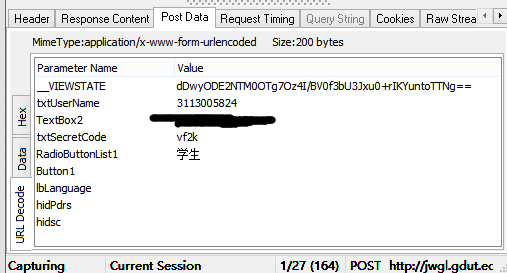 Header Response Content Post Data Request Timing Query String Cookies Raw Strea
MimeType:application/x-www-form-urlencoded Size:200 bytes
Parameter Name Value
__VIEWSTATE dDwyODE2NTM0OTg7Oz4I/BV0f3bU3Jxu0+rIKYuntoTTNg==
txtUserName 3113005824
TextBox2
txtSecretCode vf2k
RadioButtonList1 学生
Button1
lbLanguage
hidPdrs
hidsc
Hex
Data
URL Decode
Capturing Current Session 1/27 (164) POST http://jwgl.gdut.ec